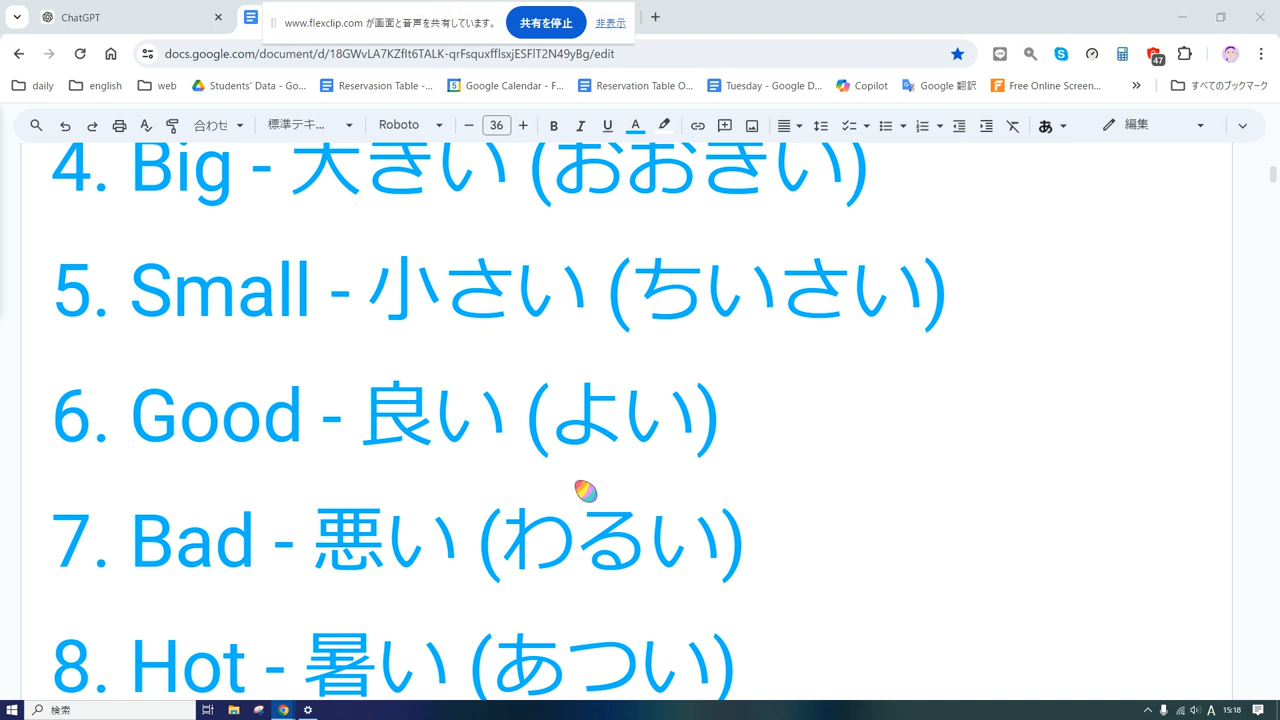 ChatGPT
www.flexclip.com が画面と音声を共有しています。
共有を停止
非表示
docs.google.com/document/d/18GWvLA7KZfIt6TALK-qrFsquxfflsxjESFlT2N49yBg/edit
47
daily
english
web
Students' Data - Go...
Reservasion Table -...
Google Calendar - F...
Reservation Table O...
Tuesday - Google D...
Copilot
Google 翻訳
Free Online Screen...
すべてのブックマーク
合わせ
標準テキ...
Roboto
36
B I U A
あ
編集
4. Big - 大きい (おおきい)
5. Small - 小さい (ちいさい)
6. Good - 良い (よい)
7. Bad - 悪い (わるい)
8. Hot - 暑い (あつい)
検索
A
15:18